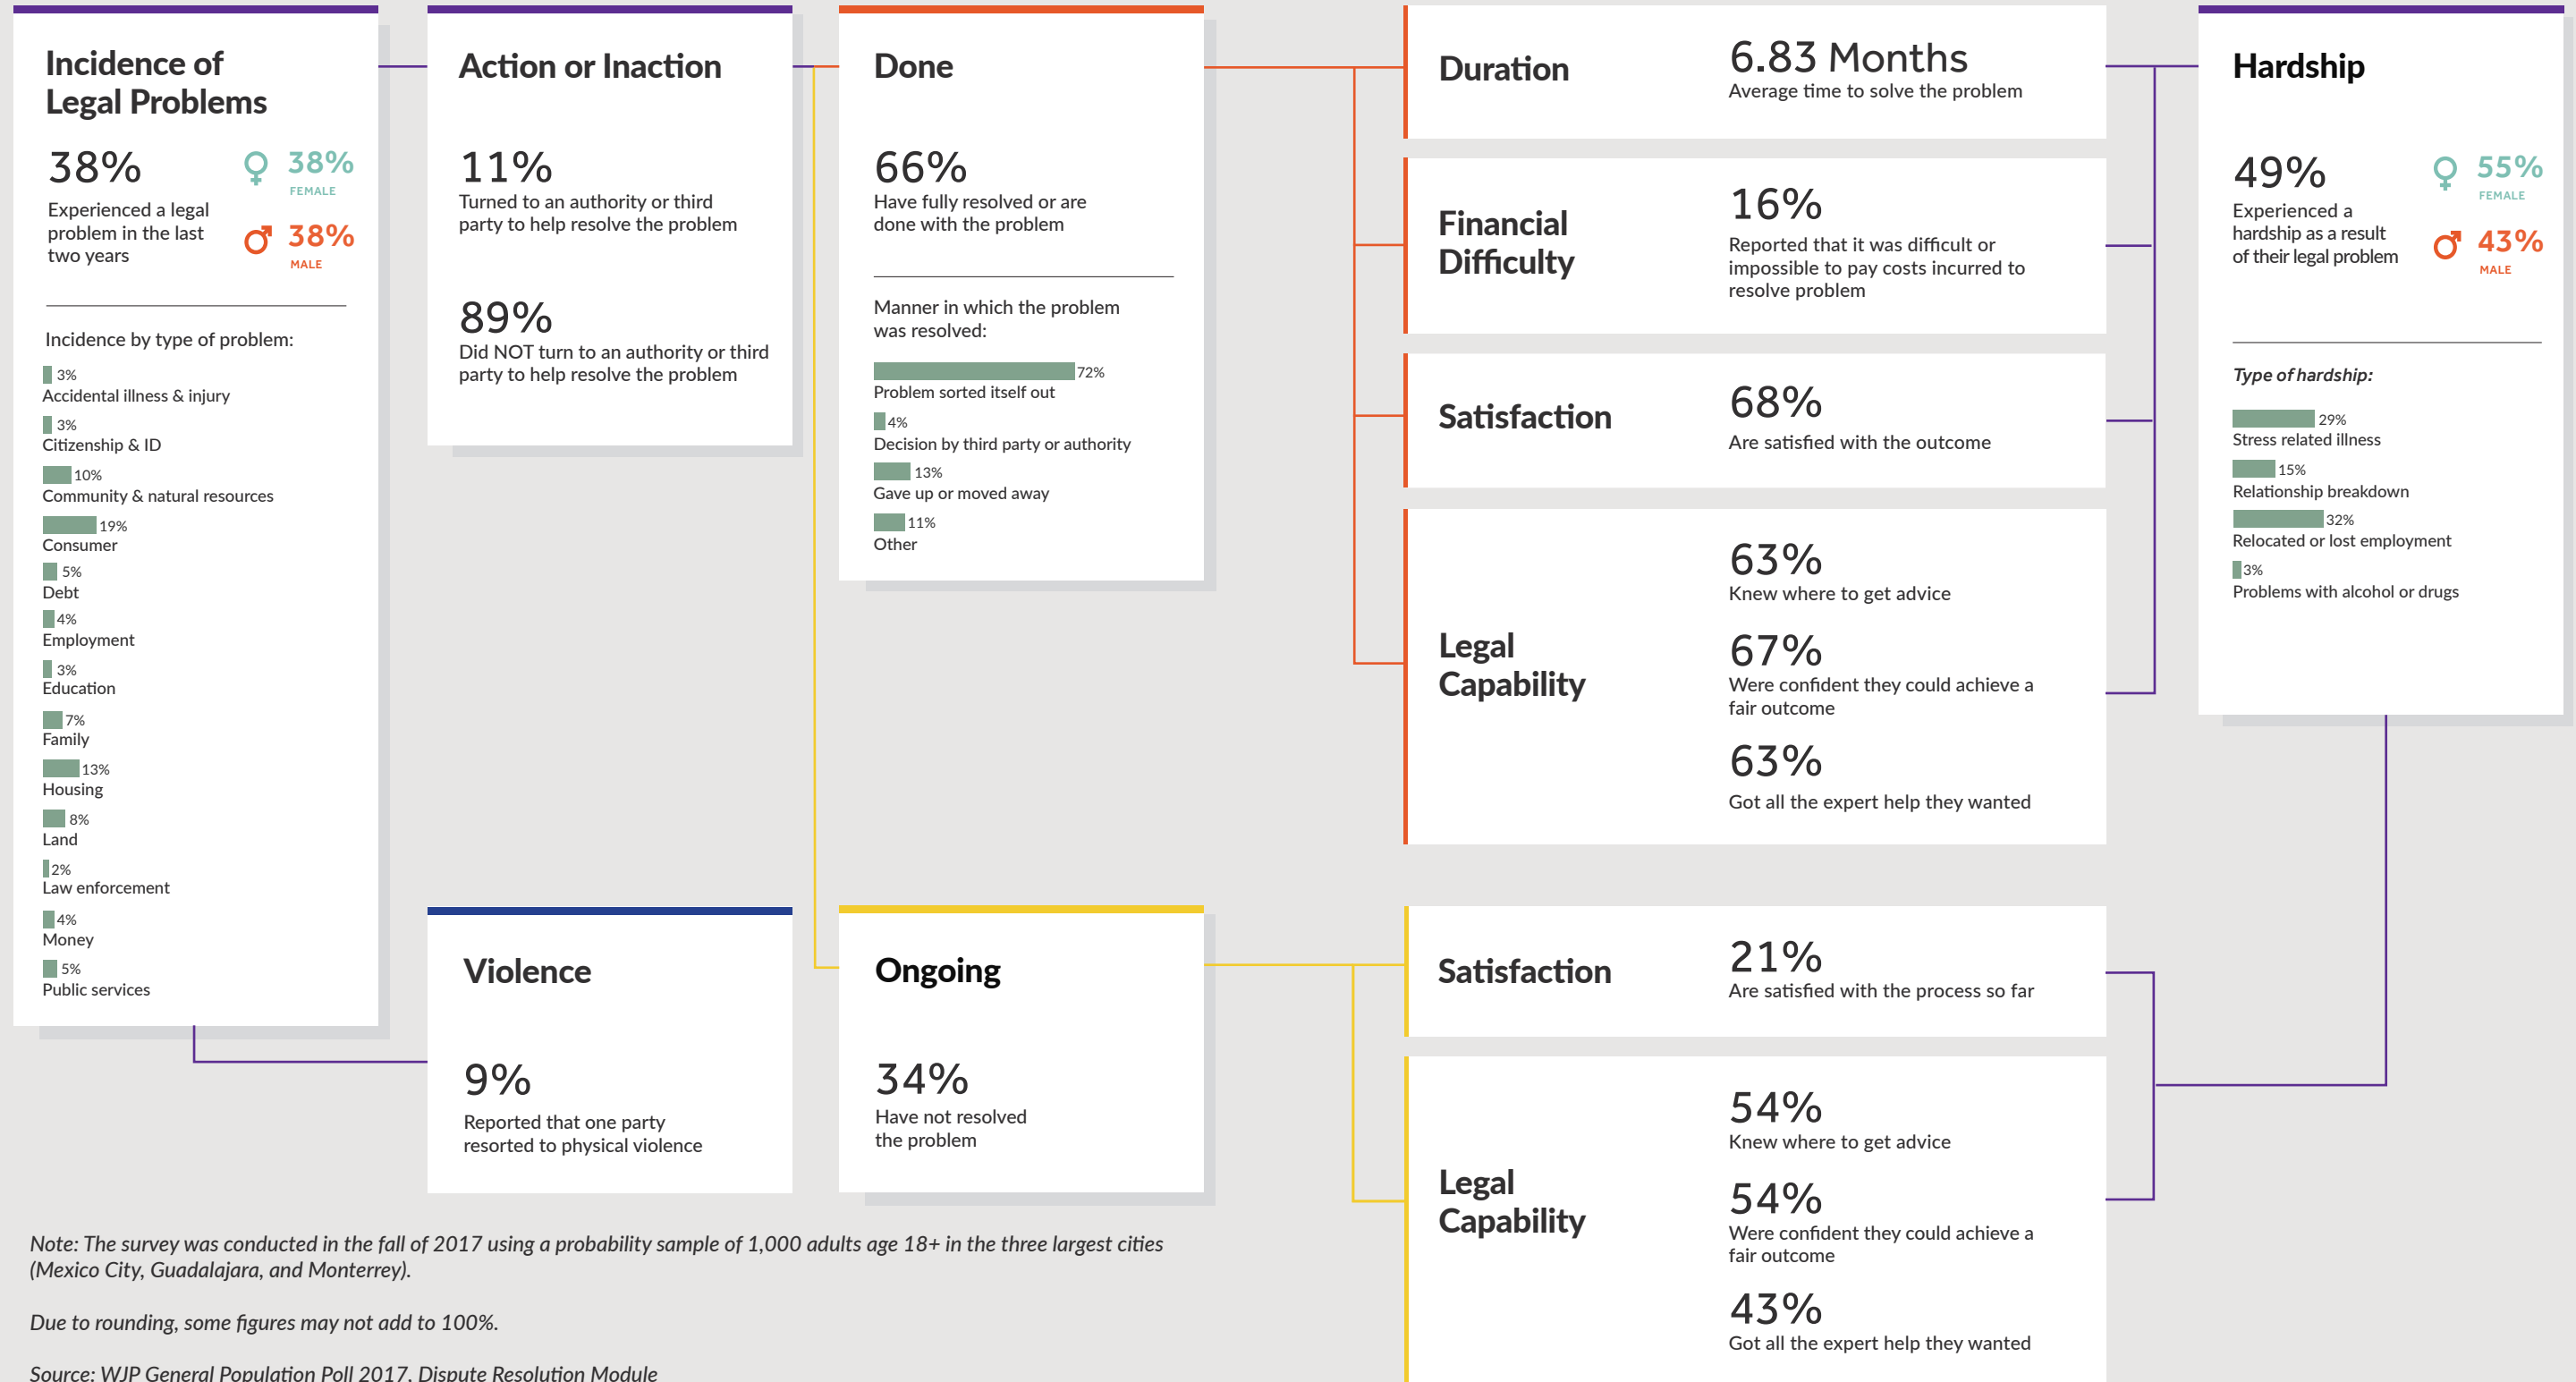 Incidence of
Legal Problems
38%
Experienced a legal
problem in the last
two years
38%
FEMALE
38%
MALE
Incidence by type of problem:
3%
Accidental illness & injury
3%
Citizenship & ID
10%
Community & natural resources
19%
Consumer
5%
Debt
4%
Employment
3%
Education
7%
Family
13%
Housing
8%
Land
2%
Law enforcement
4%
Money
5%
Public services
Action or Inaction
11%
Turned to an authority or third
party to help resolve the problem
89%
Did NOT turn to an authority or third
party to help resolve the problem
Violence
9%
Reported that one party
resorted to physical violence
Done
66%
Have fully resolved or are
done with the problem
Manner in which the problem
was resolved:
72%
Problem sorted itself out
4%
Decision by third party or authority
13%
Gave up or moved away
11%
Other
Ongoing
34%
Have not resolved
the problem
Duration
6.83 Months
Average time to solve the problem
Financial
Difficulty
16%
Reported that it was difficult or
impossible to pay costs incurred to
resolve problem
Satisfaction
68%
Are satisfied with the outcome
Legal
Capability
63%
Knew where to get advice
67%
Were confident they could achieve a
fair outcome
63%
Got all the expert help they wanted
Satisfaction
21%
Are satisfied with the process so far
Legal
Capability
54%
Knew where to get advice
54%
Were confident they could achieve a
fair outcome
43%
Got all the expert help they wanted
Hardship
49%
Experienced a
hardship as a result
of their legal problem
55%
FEMALE
43%
MALE
Type of hardship:
29%
Stress related illness
15%
Relationship breakdown
32%
Relocated or lost employment
3%
Problems with alcohol or drugs
Note: The survey was conducted in the fall of 2017 using a probability sample of 1,000 adults age 18+ in the three largest cities
(Mexico City, Guadalajara, and Monterrey).
Due to rounding, some figures may not add to 100%.
Source: WJP General Population Poll 2017, Dispute Resolution Module